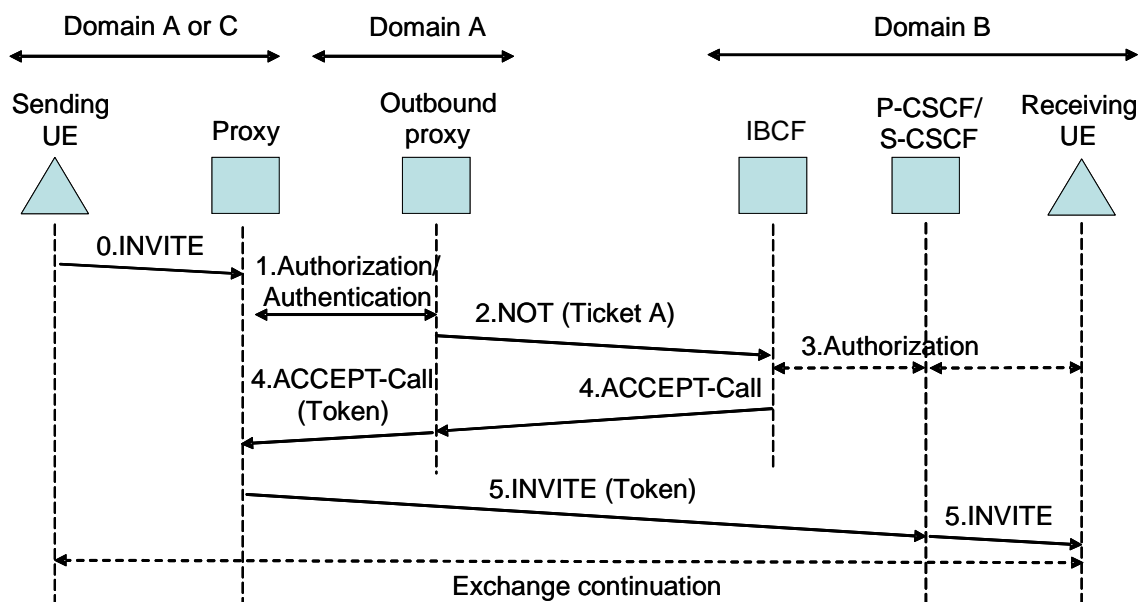 Domain A or C
Domain A
Domain B
Sending
UE
Proxy
Outbound
proxy
IBCF
P-CSCF/
S-CSCF
Receiving
UE
0.INVITE
1.Authorization/
Authentication
2.NOT (Ticket A)
3.Authorization
4.ACCEPT-Call
(Token)
4.ACCEPT-Call
5.INVITE (Token)
5.INVITE
Exchange continuation